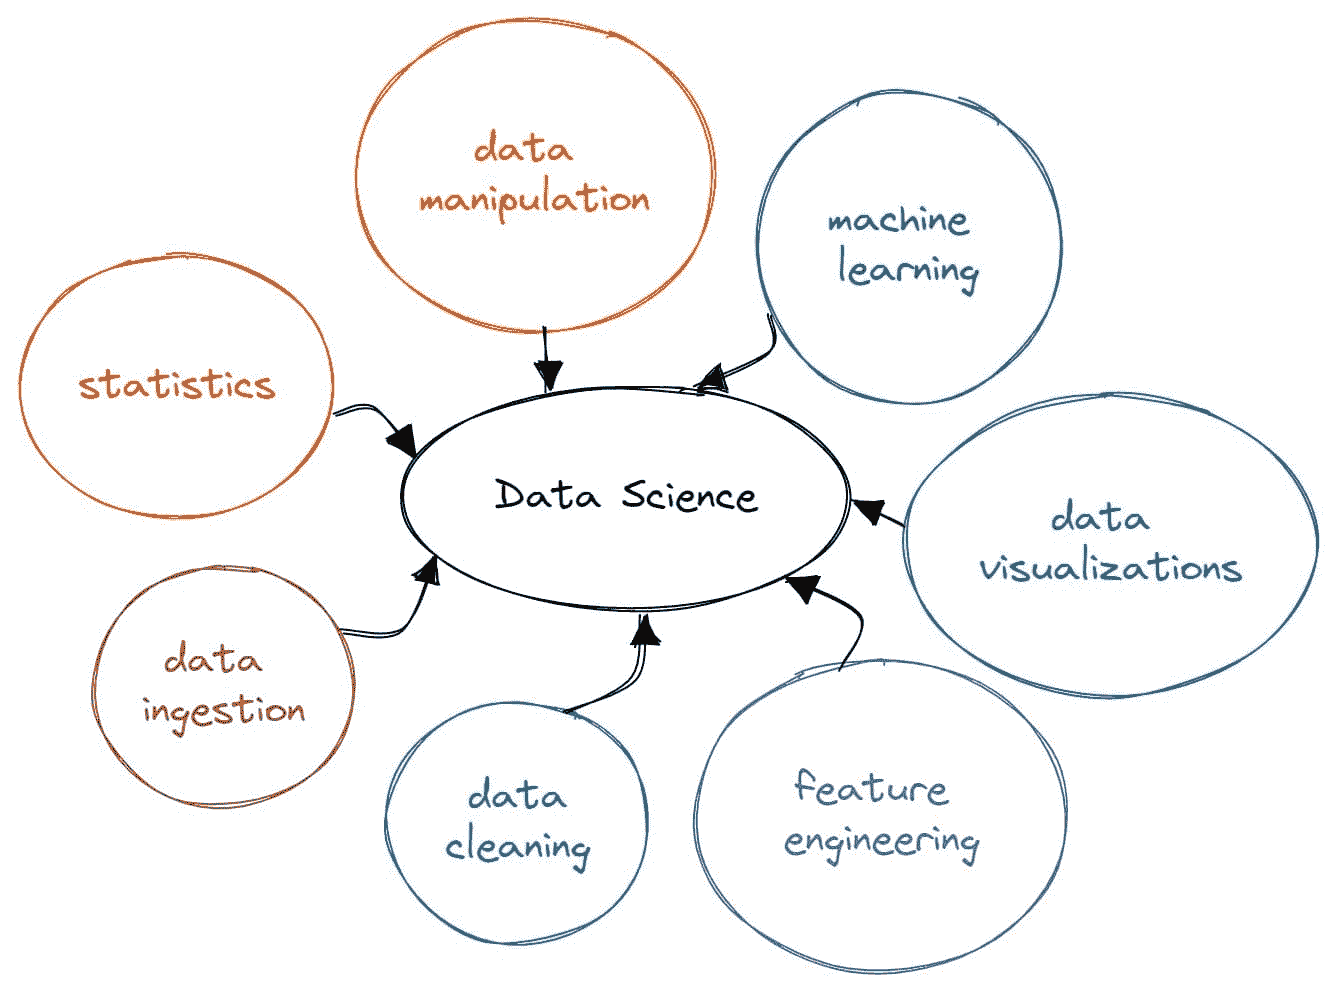 data
manipulation
machine
learning
statistics
Data Science
data
visualizations
data
ingestion
data
cleaning
feature
engineering